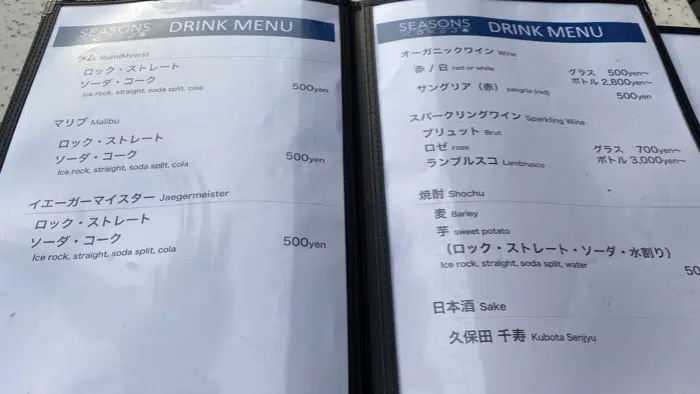 SEASONS DRINK MENU
ラム Rum(Myers)
ロック・ストレート
ソーダ・コーク
Ice rock, straight, soda split, cola 500yen
マリブ Malibu
ロック・ストレート
ソーダ・コーク
Ice rock, straight, soda split, cola 500yen
イエーガーマイスター Jaegermeister
ロック・ストレート
ソーダ・コーク
Ice rock, straight, soda split, cola 500yen
SEASONS DRINK MENU
オーガニックワイン Wine
赤 / 白 red or white グラス 500yen～
ボトル 2,800yen～
サングリア（赤） sangria (red) 500yen
スパークリングワイン Sparkling Wine
ブリュット Brut
ロゼ rose グラス 700yen～
ランブルスコ Lambrusco ボトル 3,000yen～
焼酎 Shochu
麦 Barley
芋 sweet potato
（ロック・ストレート・ソーダ・水割り）
Ice rock, straight, soda split, water 50
日本酒 Sake
久保田 千寿 Kubota Senjyu